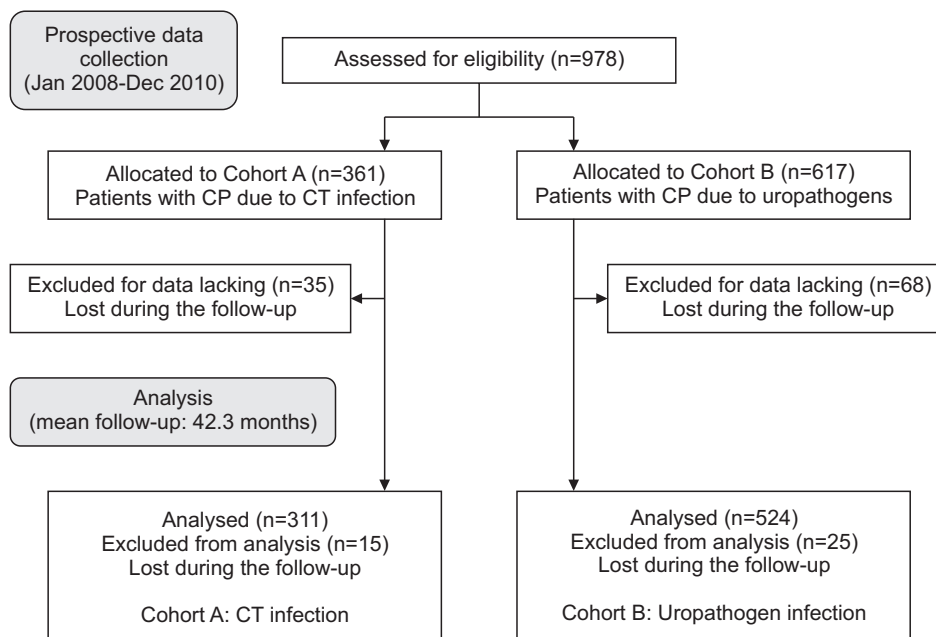 Prospective data
collection
(Jan 2008-Dec 2010)
Assessed for eligibility (n=978)
Allocated to Cohort A (n=361)
Patients with CP due to CT infection
Allocated to Cohort B (n=617)
Patients with CP due to uropathogens
Excluded for data lacking (n=35)
Lost during the follow-up
Excluded for data lacking (n=68)
Lost during the follow-up
Analysis
(mean follow-up: 42.3 months)
Analysed (n=311)
Excluded from analysis (n=15)
Lost during the follow-up
Cohort A: CT infection
Analysed (n=524)
Excluded from analysis (n=25)
Lost during the follow-up
Cohort B: Uropathogen infection